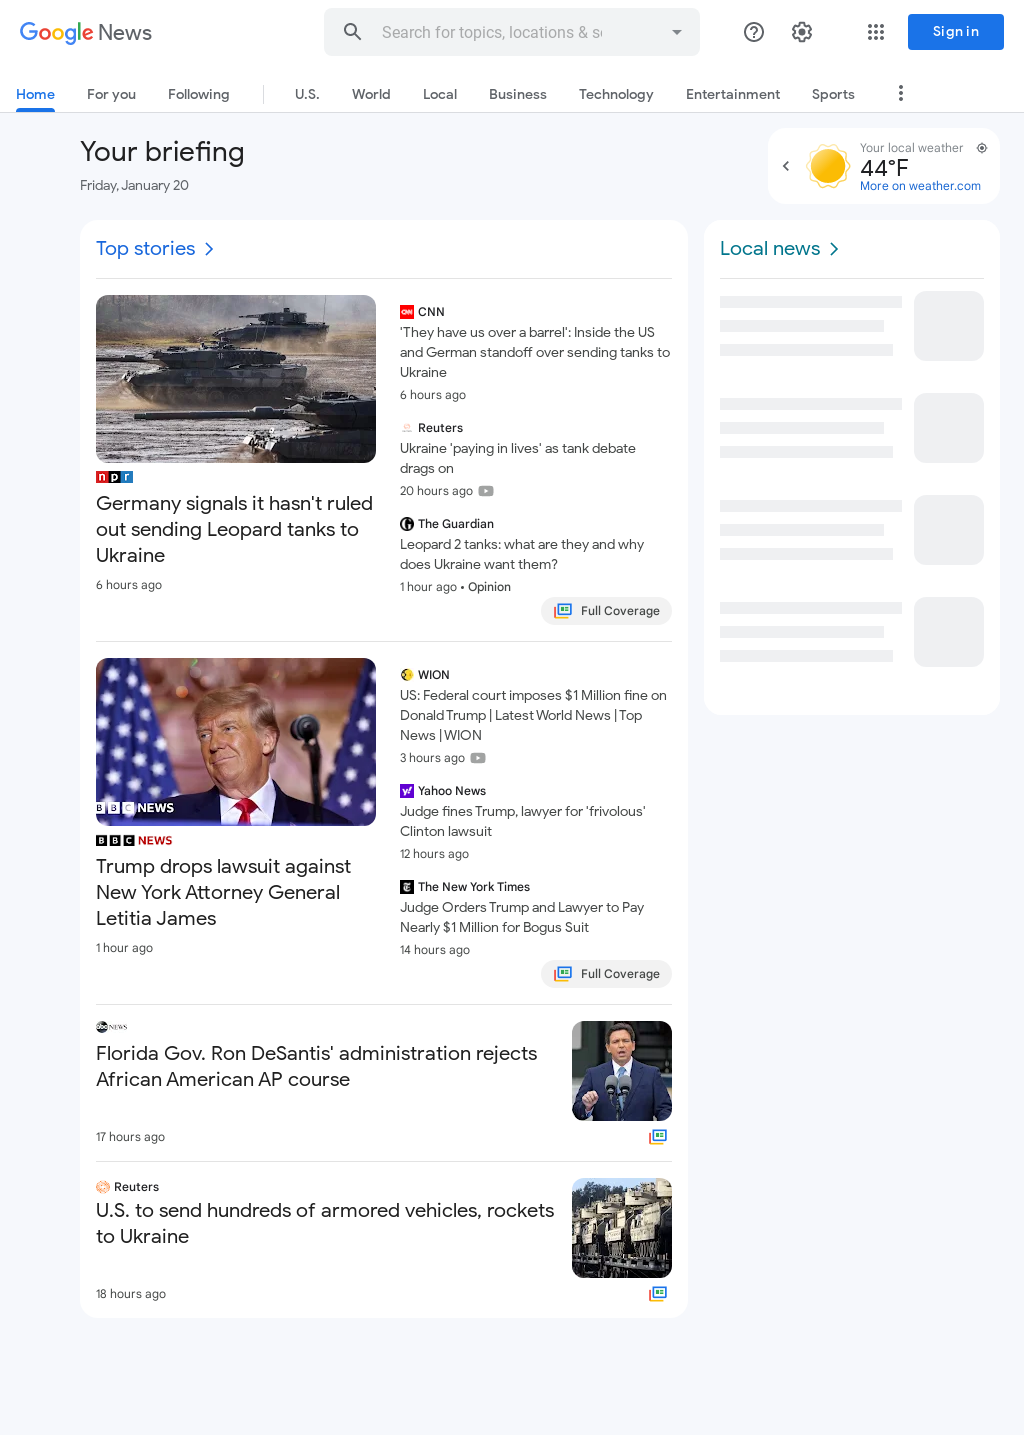 Google News
Search for topics, locations & so
Sign in
Home
For you
Following
U.S.
World
Local
Business
Technology
Entertainment
Sports
Your briefing
Friday, January 20
Your local weather
44°F
More on weather.com
Top stories
npr
Germany signals it hasn't ruled
out sending Leopard tanks to
Ukraine
6 hours ago
CNN
'They have us over a barrel': Inside the US
and German standoff over sending tanks to
Ukraine
6 hours ago
Reuters
Ukraine 'paying in lives' as tank debate
drags on
20 hours ago
The Guardian
Leopard 2 tanks: what are they and why
does Ukraine want them?
1 hour ago • Opinion
Full Coverage
BBC NEWS
BBC NEWS
Trump drops lawsuit against
New York Attorney General
Letitia James
1 hour ago
WION
US: Federal court imposes $1 Million fine on
Donald Trump | Latest World News | Top
News | WION
3 hours ago
Yahoo News
Judge fines Trump, lawyer for 'frivolous'
Clinton lawsuit
12 hours ago
The New York Times
Judge Orders Trump and Lawyer to Pay
Nearly $1 Million for Bogus Suit
14 hours ago
Full Coverage
abc NEWS
Florida Gov. Ron DeSantis' administration rejects
African American AP course
17 hours ago
Reuters
U.S. to send hundreds of armored vehicles, rockets
to Ukraine
18 hours ago
Local news